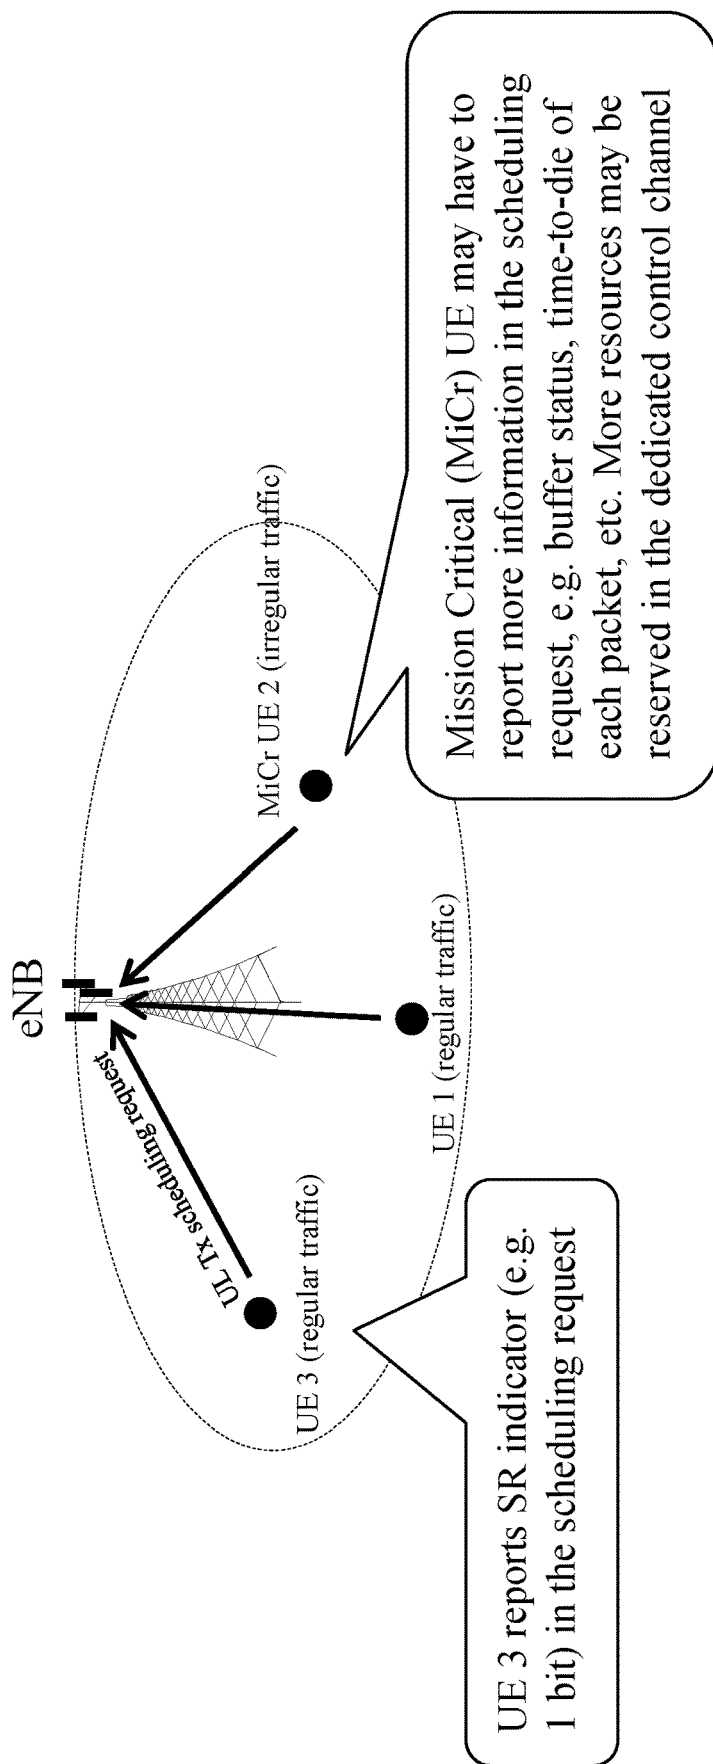 eNB
UL Tx scheduling request
UE 3 (regular traffic)
UE 1 (regular traffic)
MiCr UE 2 (irregular traffic)
UE 3 reports SR indicator (e.g.
1 bit) in the scheduling request
Mission Critical (MiCr) UE may have to
report more information in the scheduling
request, e.g. buffer status, time-to-die of
each packet, etc. More resources may be
reserved in the dedicated control channel